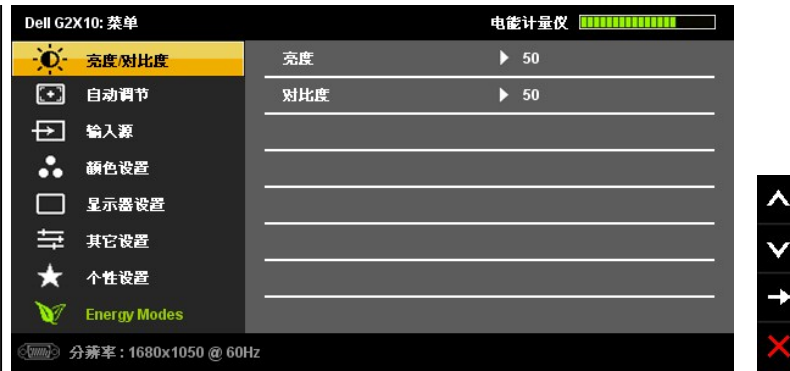 Dell G2X10: 菜单 电能计量仪
亮度/对比度 亮度 50
自动调节 对比度 50
输入源
颜色设置
显示器设置
其它设置
个性设置
Energy Modes
分辨率 : 1680x1050 @ 60Hz